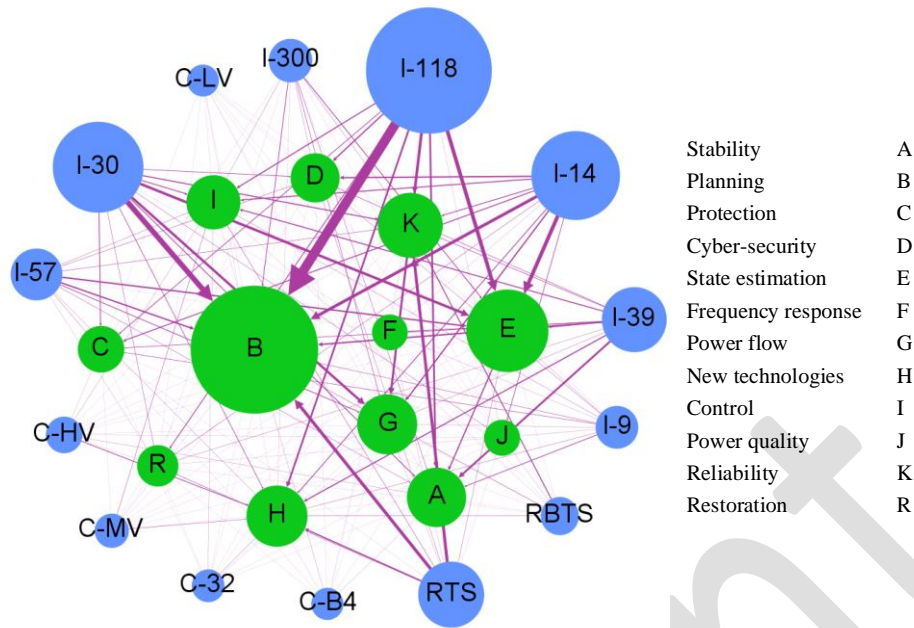 I-118
I-300
C-LV
I-30
D
I-14
I
K
I-57
I-39
B
F
E
C
G
J
I-9
C-HV
R
A
H
RBTS
C-MV
C-32
C-B4
RTS
Stability A
Planning B
Protection C
Cyber-security D
State estimation E
Frequency response F
Power flow G
New technologies H
Control I
Power quality J
Reliability K
Restoration R
nt